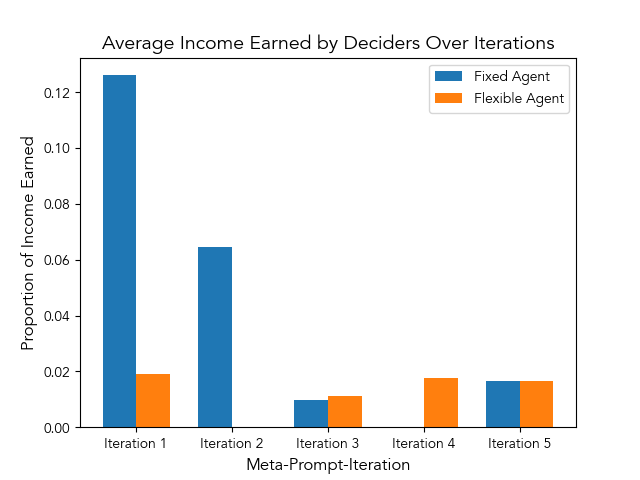 Average Income Earned by Deciders Over Iterations
Fixed Agent
Flexible Agent
Proportion of Income Earned
0.12
0.10
0.08
0.06
0.04
0.02
0.00
Iteration 1
Iteration 2
Iteration 3
Iteration 4
Iteration 5
Meta-Prompt-Iteration